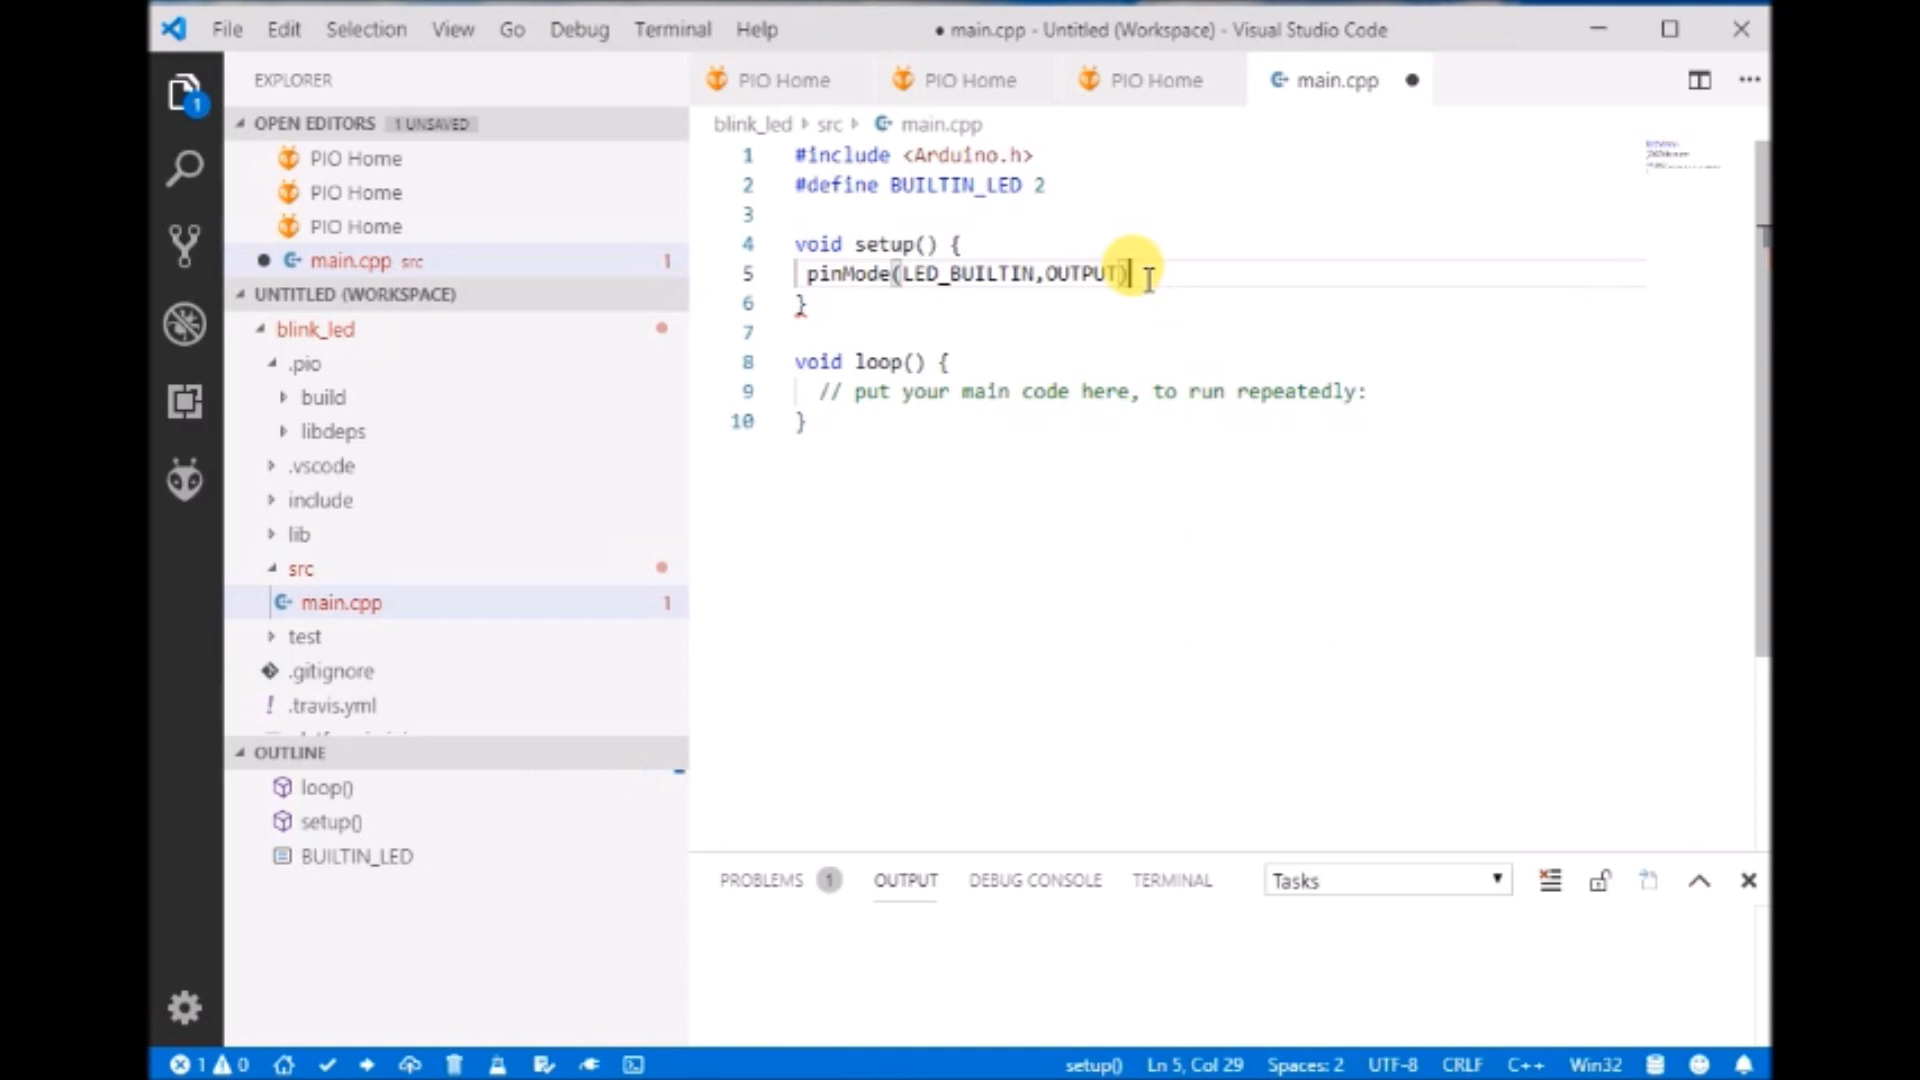 File Edit Selection View Go Debug Terminal Help
● main.cpp - Untitled (Workspace) - Visual Studio Code
EXPLORER
OPEN EDITORS 1 UNSAVED
PIO Home
PIO Home
PIO Home
main.cpp src 1
UNTITLED (WORKSPACE)
blink_led
.pio
build
libdeps
.vscode
include
lib
src
main.cpp 1
test
.gitignore
.travis.yml
OUTLINE
loop()
setup()
BUILTIN_LED
PIO Home PIO Home PIO Home main.cpp
blink_led src main.cpp
1 #include <Arduino.h>
2 #define BUILTIN_LED 2
3
4 void setup() {
5 pinMode(LED_BUILTIN,OUTPUT)
6 }
7
8 void loop() {
9 // put your main code here, to run repeatedly:
10 }
PROBLEMS 1 OUTPUT DEBUG CONSOLE TERMINAL Tasks
1 0 setup() Ln 5, Col 29 Spaces: 2 UTF-8 CRLF C++ Win32